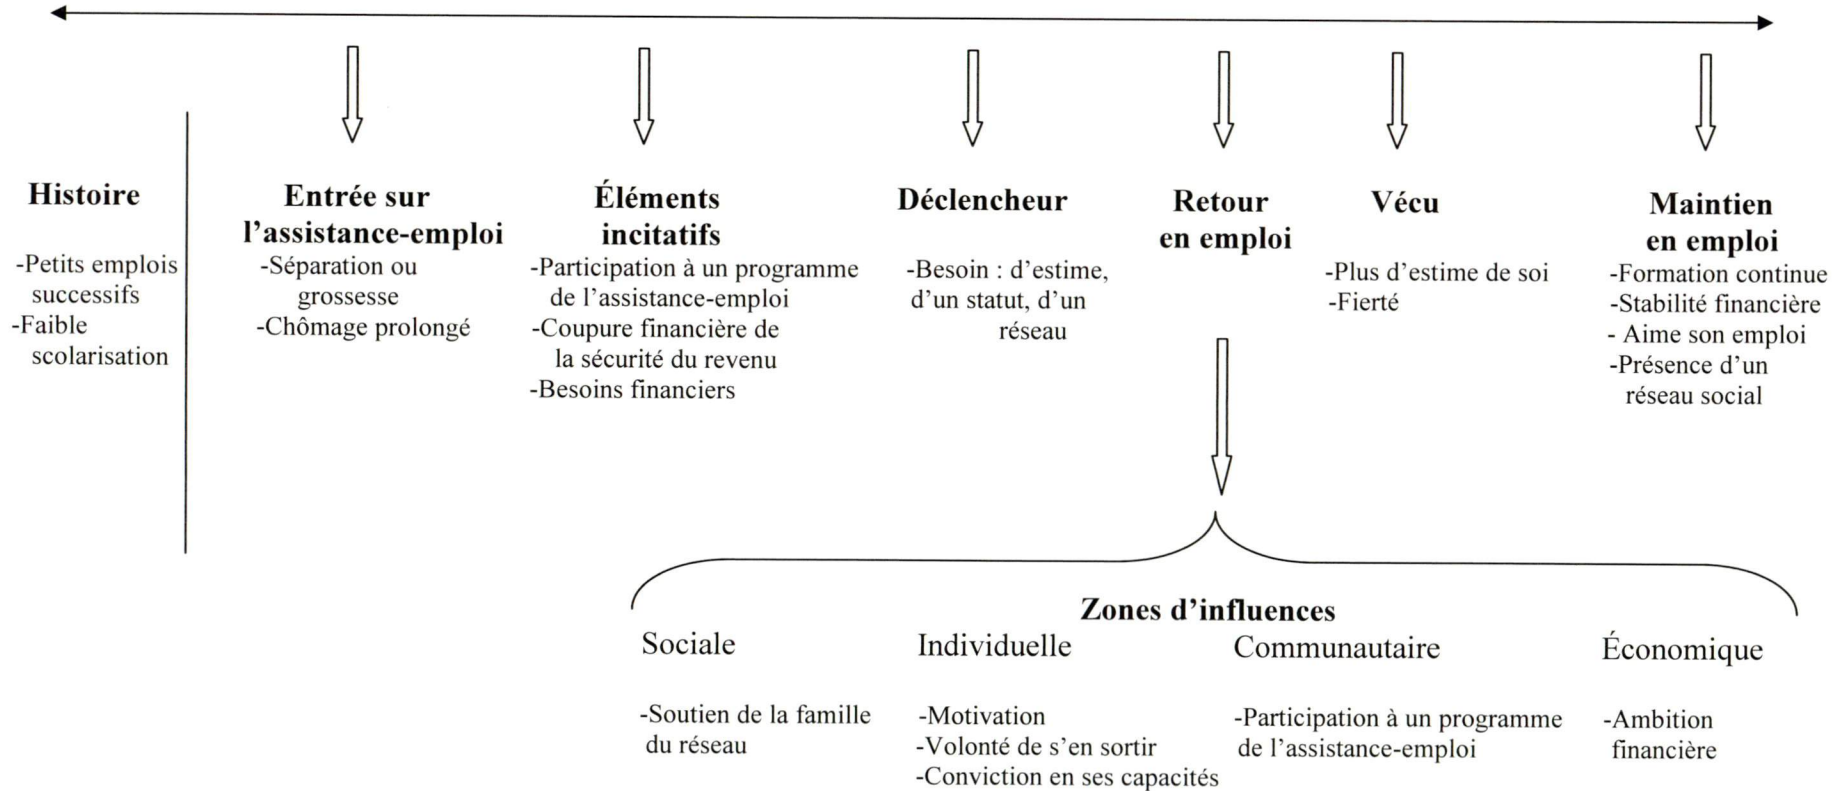 Histoire
-Petits emplois
successifs
-Faible
scolarisation
Entrée sur
l’assistance-emploi
-Séparation ou
grossesse
-Chômage prolongé
Éléments
incitatifs
-Participation à un programme
de l’assistance-emploi
-Coupure financière de
la sécurité du revenu
-Besoins financiers
Déclencheur
-Besoin : d’estime,
d’un statut, d’un
réseau
Retour
en emploi
Vécu
-Plus d’estime de soi
-Fierté
Maintien
en emploi
-Formation continue
-Stabilité financière
- Aime son emploi
-Présence d’un
réseau social
Zones d’influences
Sociale
-Soutien de la famille
du réseau
Individuelle
-Motivation
-Volonté de s’en sortir
-Conviction en ses capacités
Communautaire
-Participation à un programme
de l’assistance-emploi
Économique
-Ambition
financière